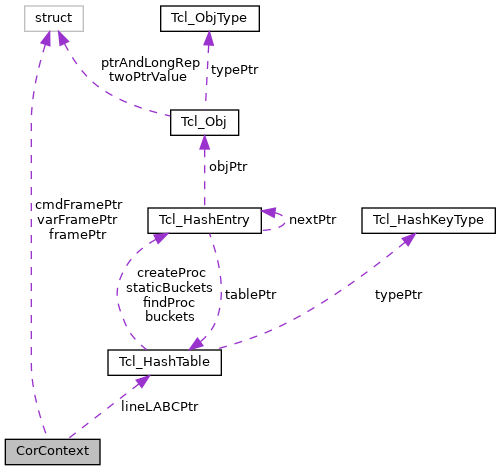 struct
Tcl_ObjType
ptrAndLongRep
twoPtrValue
typePtr
Tcl_Obj
objPtr
cmdFramePtr
varFramePtr
framePtr
Tcl_HashEntry
nextPtr
Tcl_HashKeyType
createProc
staticBuckets
findProc
buckets
tablePtr
typePtr
Tcl_HashTable
lineLABCPtr
CorContext